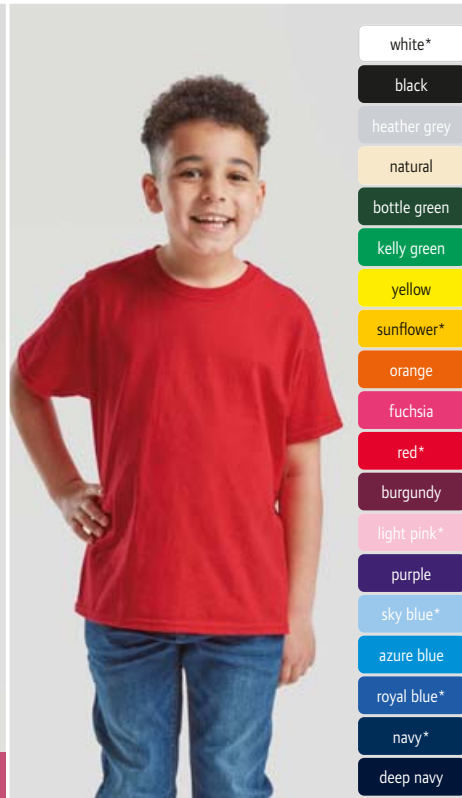 white*
black
heather grey
natural
bottle green
kelly green
yellow
sunflower*
orange
fuchsia
red*
burgundy
light pink*
purple
sky blue*
azure blue
royal blue*
navy*
deep navy